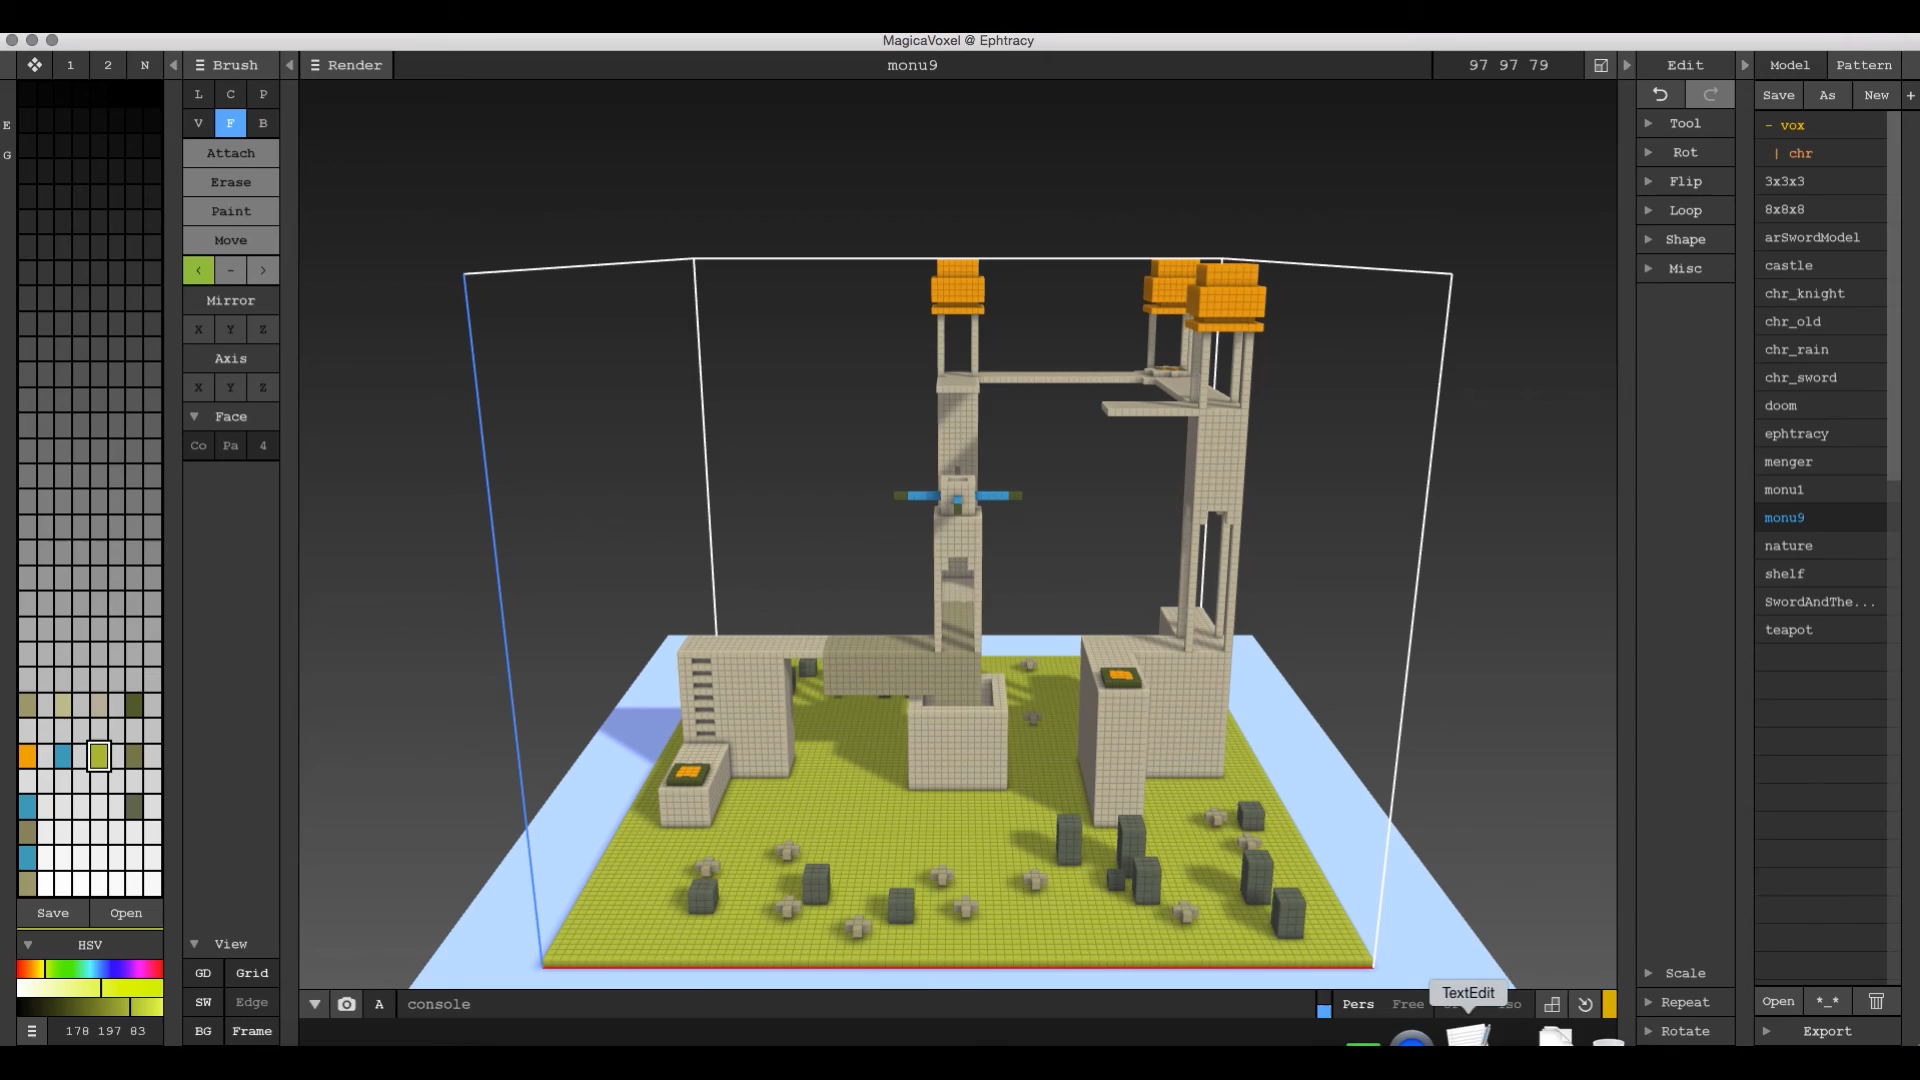 MagicaVoxel @ Ephtracy
1 2 N Brush Render monu9 97 97 79 Edit Model Pattern
L C P
V F B
Attach
Erase
Paint
Move
< - >
Mirror
X Y Z
Axis
X Y Z
Face
Co Pa 4
View
GD Grid
SW Edge
BG Frame
E
G
Save Open
HSV
178 197 83
A console
Pers Free
TextEdit
Tool
Rot
Flip
Loop
Shape
Misc
Scale
Repeat
Rotate
Save As New +
- vox
| chr
3x3x3
8x8x8
arSwordModel
castle
chr_knight
chr_old
chr_rain
chr_sword
doom
ephtracy
menger
monu1
monu9
nature
shelf
SwordAndThe...
teapot
Open *_*
Export